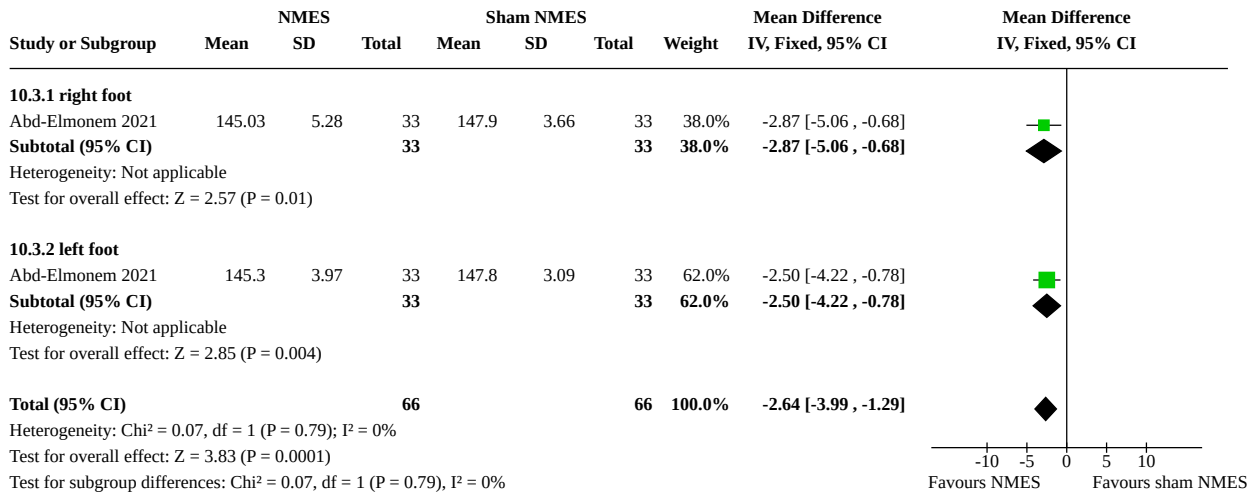 NMES Sham NMES Mean Difference Mean Difference
Study or Subgroup Mean SD Total Mean SD Total Weight IV, Fixed, 95% CI IV, Fixed, 95% CI
10.3.1 right foot
Abd-Elmonem 2021 145.03 5.28 33 147.9 3.66 33 38.0% -2.87 [-5.06 , -0.68]
Subtotal (95% CI) 33 33 38.0% -2.87 [-5.06 , -0.68]
Heterogeneity: Not applicable
Test for overall effect: Z = 2.57 (P = 0.01)
10.3.2 left foot
Abd-Elmonem 2021 145.3 3.97 33 147.8 3.09 33 62.0% -2.50 [-4.22 , -0.78]
Subtotal (95% CI) 33 33 62.0% -2.50 [-4.22 , -0.78]
Heterogeneity: Not applicable
Test for overall effect: Z = 2.85 (P = 0.004)
Total (95% CI) 66 66 100.0% -2.64 [-3.99 , -1.29]
Heterogeneity: Chi² = 0.07, df = 1 (P = 0.79); I² = 0%
Test for overall effect: Z = 3.83 (P = 0.0001)
-10 -5 0 5 10
Test for subgroup differences: Chi² = 0.07, df = 1 (P = 0.79), I² = 0%
Favours NMES Favours sham NMES